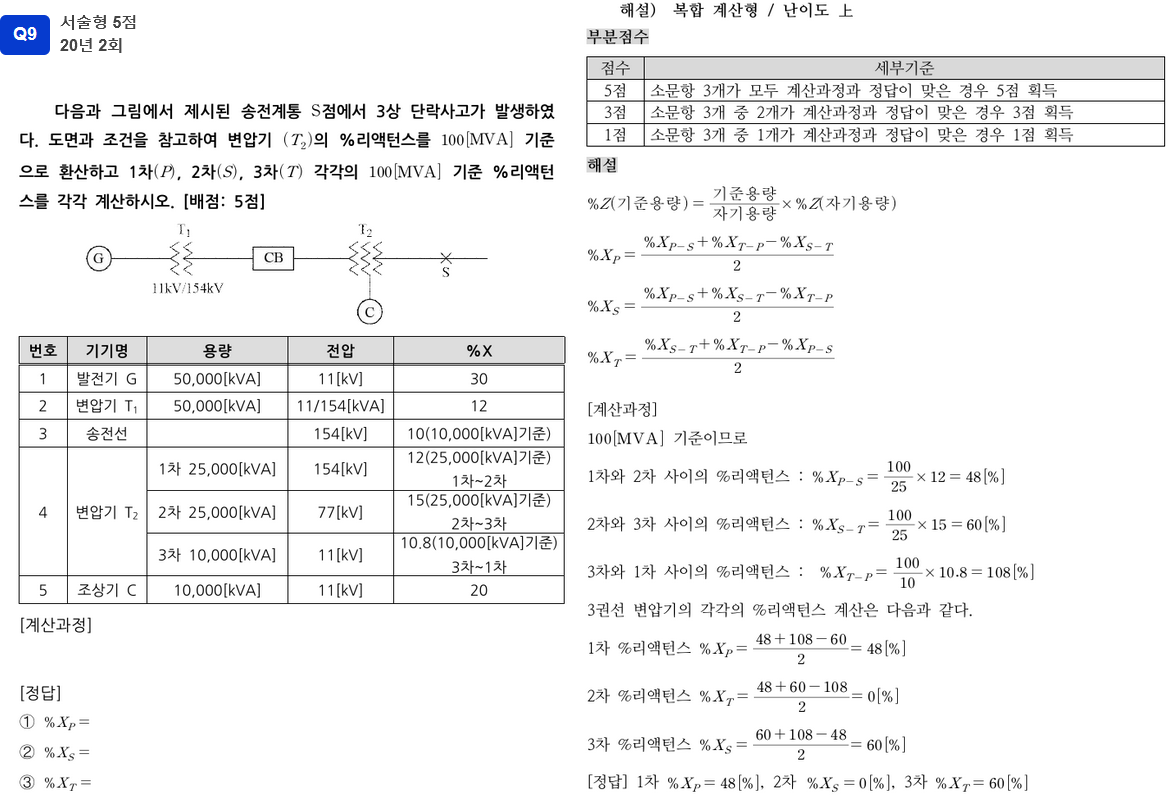 Q9
서술형 5점
20년 2회
다음과 그림에서 제시된 송전계통 S점에서 3상 단락사고가 발생하였
다. 도면과 조건을 참고하여 변압기 (T₂)의 %리액턴스를 100[MVA] 기준
으로 환산하고 1차(P), 2차(S), 3차(T) 각각의 100[MVA] 기준 %리액턴
스를 각각 계산하시오. [배점: 5점]
T₁ T₂
G CB S
11kV/154kV
C
번호 기기명 용량 전압 %X
1 발전기 G 50,000[kVA] 11[kV] 30
2 변압기 T₁ 50,000[kVA] 11/154[kVA] 12
3 송전선 154[kV] 10(10,000[kVA]기준)
4 변압기 T₂ 1차 25,000[kVA] 154[kV] 12(25,000[kVA]기준)
1차~2차
2차 25,000[kVA] 77[kV] 15(25,000[kVA]기준)
2차~3차
3차 10,000[kVA] 11[kV] 10.8(10,000[kVA]기준)
3차~1차
5 조상기 C 10,000[kVA] 11[kV] 20
[계산과정]
[정답]
① %X_P =
② %X_S =
③ %X_T =
해설) 복합 계산형 / 난이도 上
부분점수
점수 세부기준
5점 소문항 3개가 모두 계산과정과 정답이 맞은 경우 5점 획득
3점 소문항 3개 중 2개가 계산과정과 정답이 맞은 경우 3점 획득
1점 소문항 3개 중 1개가 계산과정과 정답이 맞은 경우 1점 획득
해설
%Z(기준용량) = 기준용량/자기용량 × %Z(자기용량)
%X_P = (%X_{P-S} + %X_{T-P} - %X_{S-T})/2
%X_S = (%X_{P-S} + %X_{S-T} - %X_{T-P})/2
%X_T = (%X_{S-T} + %X_{T-P} - %X_{P-S})/2
[계산과정]
100[MVA] 기준이므로
1차와 2차 사이의 %리액턴스 : %X_{P-S} = 100/25 × 12 = 48[%]
2차와 3차 사이의 %리액턴스 : %X_{S-T} = 100/25 × 15 = 60[%]
3차와 1차 사이의 %리액턴스 : %X_{T-P} = 100/10 × 10.8 = 108[%]
3권선 변압기의 각각의 %리액턴스 계산은 다음과 같다.
1차 %리액턴스 %X_P = (48 + 108 - 60)/2 = 48[%]
2차 %리액턴스 %X_T = (48 + 60 - 108)/2 = 0[%]
3차 %리액턴스 %X_S = (60 + 108 - 48)/2 = 60[%]
[정답] 1차 %X_P = 48[%], 2차 %X_S = 0[%], 3차 %X_T = 60[%]